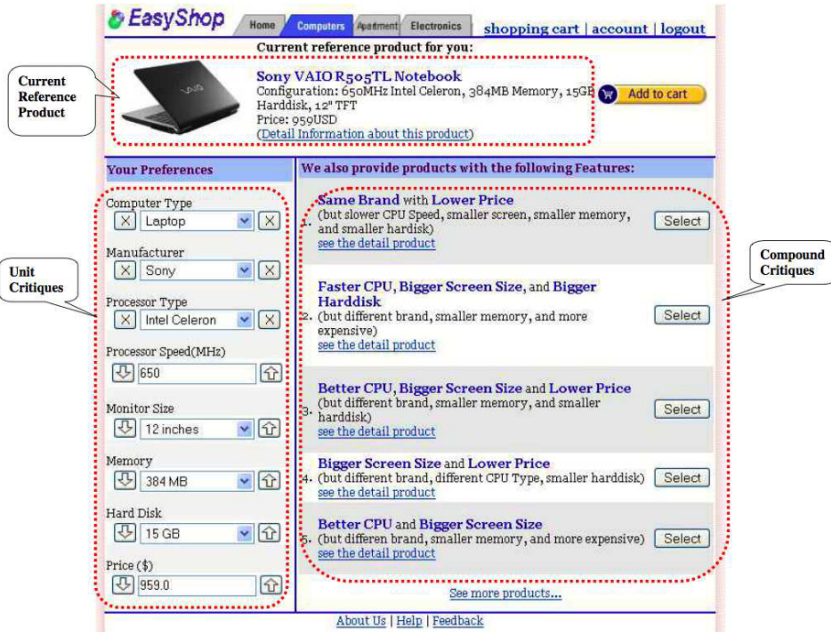 EasyShop
Home Computers Apartment Electronics shopping cart | account | logout
Current reference product for you:
Current
Reference
Product
Sony VAIO R505TL Notebook
Configuration: 650MHz Intel Celeron, 384MB Memory, 15GB
Harddisk, 12" TFT
Price: 959USD
(Detail Information about this product)
VAIO
Add to cart
Your Preferences
We also provide products with the following Features:
Unit
Critiques
Computer Type
X Laptop X
Manufacturer
X Sony X
Processor Type
X Intel Celeron X
Processor Speed(MHz)
650
Monitor Size
12 inches
Memory
384 MB
Hard Disk
15 GB
Price ($)
959.0
1. Same Brand with Lower Price
(but slower CPU Speed, smaller screen, smaller memory,
and smaller hardisk)
see the detail product
Select
2. Faster CPU, Bigger Screen Size, and Bigger
Harddisk
(but different brand, smaller memory, and more
expensive)
see the detail product
Select
3. Better CPU, Bigger Screen Size and Lower Price
(but different brand, smaller memory, and smaller
harddisk)
see the detail product
Select
4. Bigger Screen Size and Lower Price
(but different brand, different CPU Type, smaller harddisk)
see the detail product
Select
5. Better CPU and Bigger Screen Size
(but differen brand, smaller memory, and more expensive)
see the detail product
Select
Compound
Critiques
See more products...
About Us | Help | Feedback